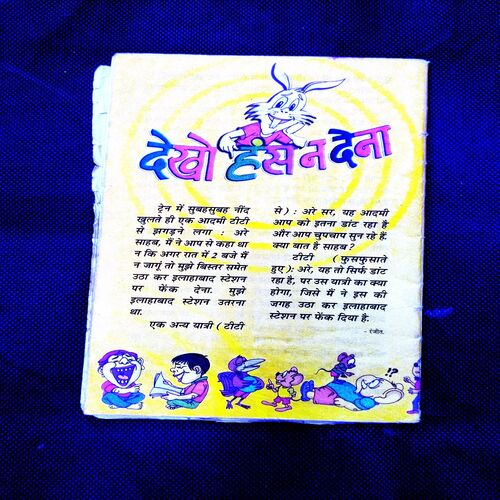 देखो हंस न देना
ट्रेन में सुबहसुबह नींद
खुलते ही एक आदमी टीटी
से झगड़ने लगा : अरे
साहब, मैं ने आप से कहा था
न कि अगर रात में 2 बजे मैं
न जागूं तो मुझे बिस्तर समेत
उठा कर इलाहाबाद स्टेशन
पर फेंक देना. मुझे
इलाहाबाद स्टेशन उतरना
था.
एक अन्य यात्री ( टीटी
से ) : अरे सर, यह आदमी
आप को इतना डांट रहा है
और आप चुपचाप सुन रहे हैं.
क्या बात है साहब ?
टीटी ( फुसफुसाते
हुए ): अरे, यह तो सिर्फ डांट
रहा है, पर उस यात्री का क्या
होगा, जिसे मैं ने इस की
जगह उठा कर इलाहाबाद
स्टेशन पर फेंक दिया है.
- रंजीत.
!?